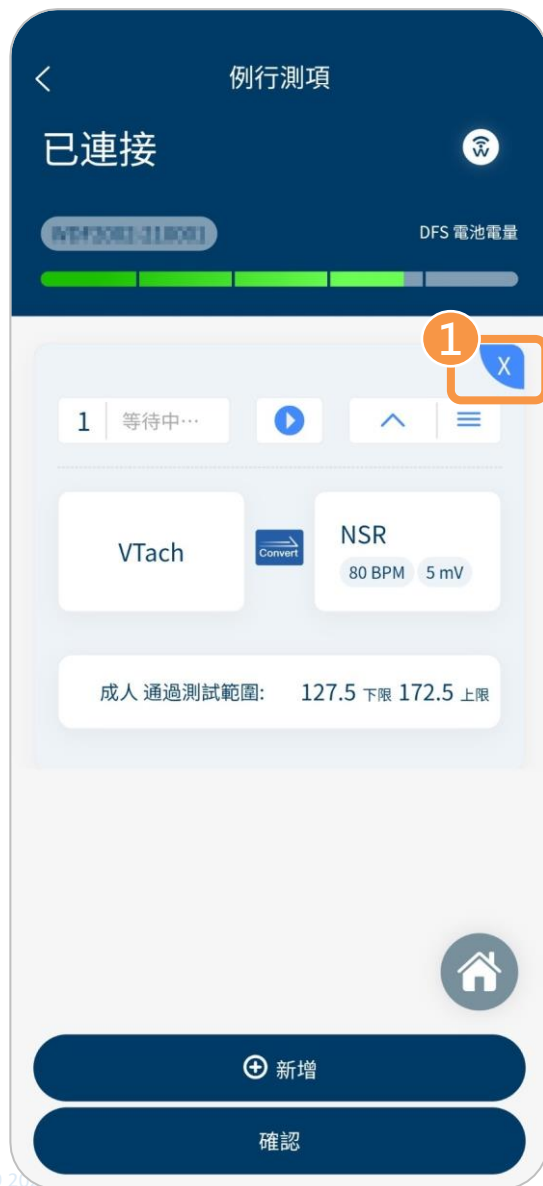 例行測項
已連接
DFS 電池電量
1
X
1 等待中…
VTach
Convert
NSR
80 BPM 5 mV
成人 通過測試範圍: 127.5 下限 172.5 上限
新增
確認